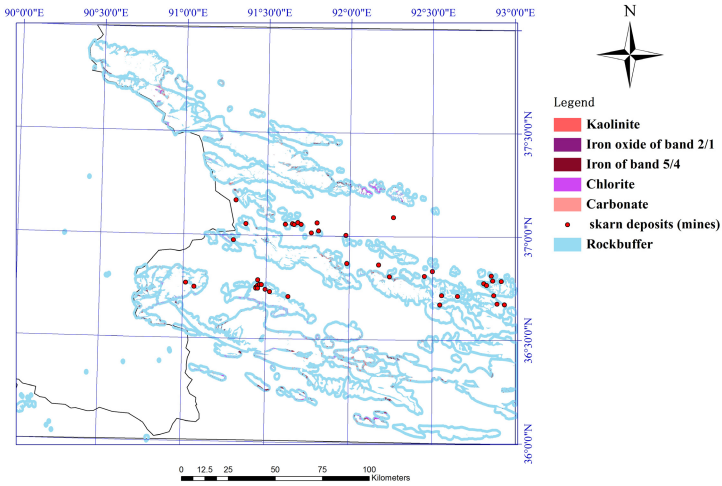 90°0'0"E 90°30'0"E 91°0'0"E 91°30'0"E 92°0'0"E 92°30'0"E 93°0'0"E
N
Legend
Kaolinite
Iron oxide of band 2/1
Iron of band 5/4
Chlorite
Carbonate
skarn deposits (mines)
Rockbuffer
37°30'0"N
37°0'0"N
36°30'0"N
36°0'0"N
0 12.5 25 50 75 100
Kilometers